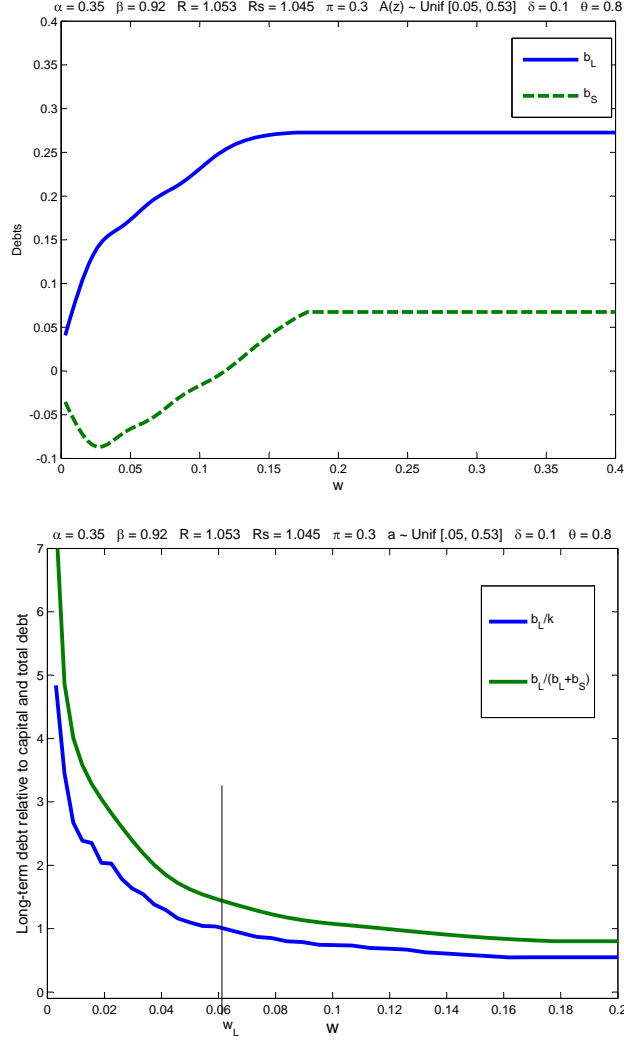 α = 0.35 β = 0.92 R = 1.053 Rs = 1.045 π = 0.3 A(z) ~ Unif [0.05, 0.53] δ = 0.1 θ = 0.8
0.4
0.35
0.3
0.25
0.2
0.15
0.1
0.05
0
-0.05
-0.1
Debts
b_L
b_S
0 0.05 0.1 0.15 0.2 0.25 0.3 0.35 0.4
w
α = 0.35 β = 0.92 R = 1.053 Rs = 1.045 π = 0.3 a ~ Unif [.05, 0.53] δ = 0.1 θ = 0.8
7
6
5
4
3
2
1
0
Long-term debt relative to capital and total debt
b_L/k
b_L/(b_L+b_S)
0 0.02 0.04 0.06 0.08 0.1 0.12 0.14 0.16 0.18 0.2
w_L
w